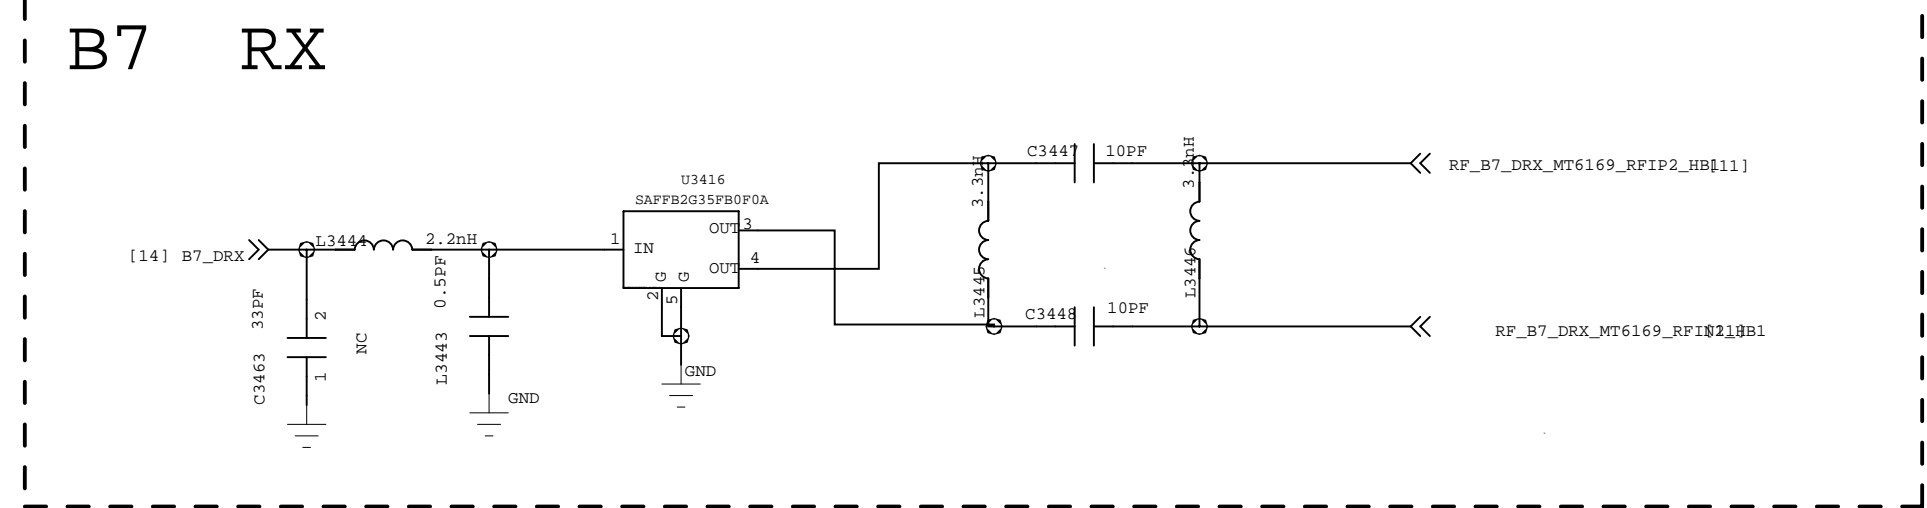 B7 RX
C3447 10PF
3.3nH
3.3nH
RF_B7_DRX_MT6169_RFIP2_HB1 [11]
U3416
SAFFB2G35FB0F0A
OUT 3
1 IN
OUT 4
G G
2 5
GND
[14] B7_DRX
L3444 2.2nH
33PF
2
NC
1
C3463
0.5PF
L3443
GND
L3445
L3446
C3448 10PF
RF_B7_DRX_MT6169_RFIN2_HB1 [11]